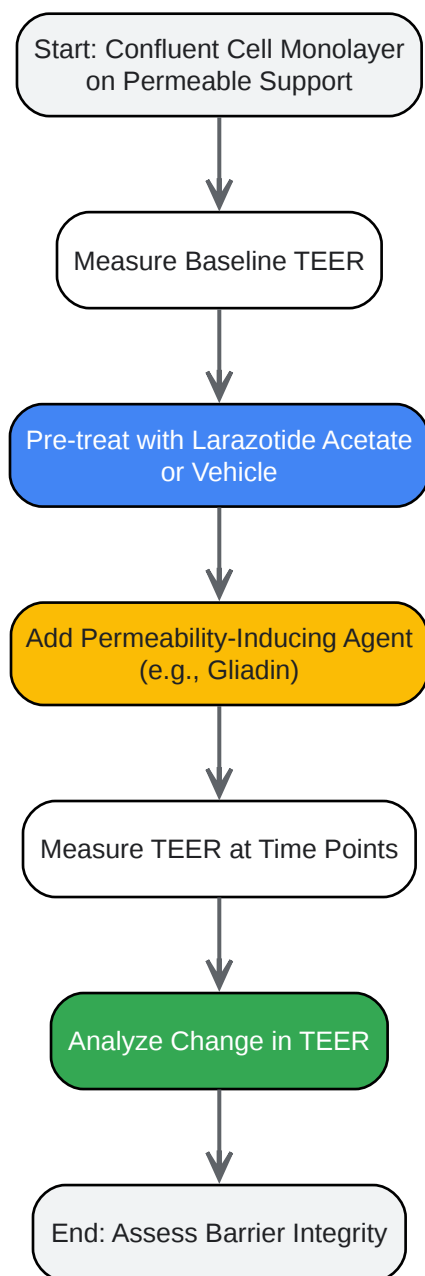 Start: Confluent Cell Monolayer
on Permeable Support
Measure Baseline TEER
Pre-treat with Larazotide Acetate
or Vehicle
Add Permeability-Inducing Agent
(e.g., Gliadin)
Measure TEER at Time Points
Analyze Change in TEER
End: Assess Barrier Integrity